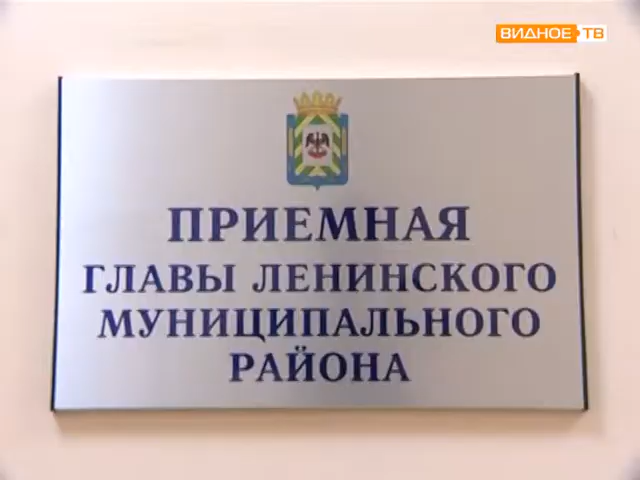 ВИДНОЕ ТВ
ПРИЕМНАЯ
ГЛАВЫ ЛЕНИНСКОГО
МУНИЦИПАЛЬНОГО
РАЙОНА